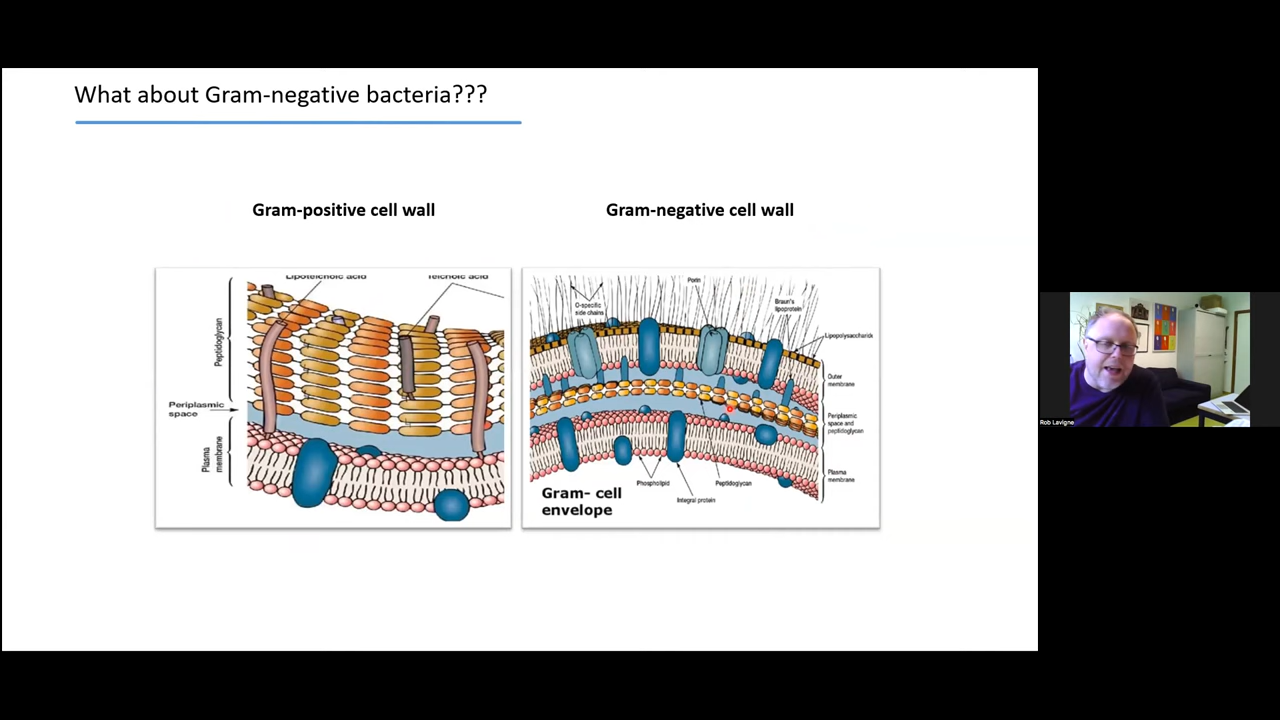 What about Gram-negative bacteria???
Gram-positive cell wall
Gram-negative cell wall
Lipoteichoic acid
Teichoic acid
Peptidoglycan
Periplasmic
space
Plasma
membrane
Porin
O-specific
side chains
Braun's
lipoprotein
Lipopolysaccharide
Outer
membrane
Periplasmic
space and
peptidoglycan
Plasma
membrane
Phospholipid
Peptidoglycan
Integral protein
Gram- cell
envelope
Rob Lavigne